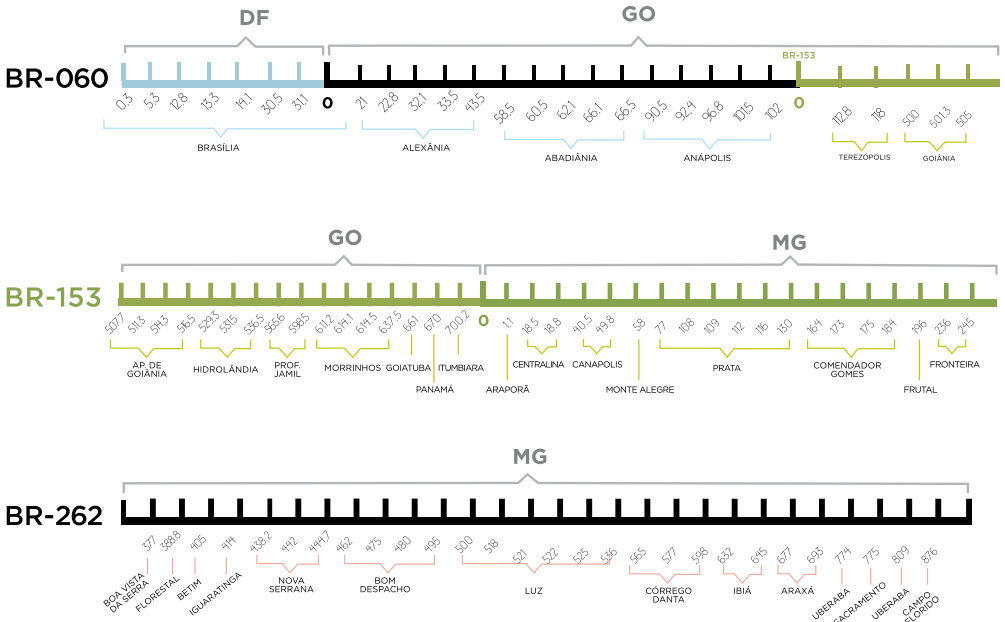 DF
GO
BR-153
BR-060
0.3 5.3 12.8 13.3 14.1 30.5 31.1 0 21 22.8 32.1 33.5 43.5 58.5 60.5 62.1 66.1 66.5 90.5 92.4 96.8 101.5 102 0 112.8 118 500 501.3 505
BRASÍLIA ALEXÂNIA ABADIÂNIA ANÁPOLIS TEREZÓPOLIS GOIÂNIA
GO
MG
BR-153
507.7 511.3 514.3 516.5 529.3 531.5 536.5 565.6 598.5 611.2 614.1 614.5 637.5 661 670 700.2 0 1.1 18.5 18.8 40.5 49.8 58 77 108 109 112 116 130 164 173 175 184 196 236 245
AP. DE
GOIÂNIA
HIDROLÂNDIA
PROF.
JAMIL
MORRINHOS GOIATUBA ITUMBIARA
PANAMÁ
ARAPORÃ
CENTRALINA CANAPOLIS
MONTE ALEGRE
PRATA
COMENDADOR
GOMES
FRUTAL
FRONTEIRA
MG
BR-262
377 388.8 405 414 438.2 442 444.7 462 475 480 495 500 518 521 522 525 536 565 577 598 632 645 677 693 774 775 809 876
BOA VISTA
DA SERRA
FLORESTAL
BETIM
IGUARATINGA
NOVA
SERRANA
BOM
DESPACHO
LUZ
CÓRREGO
DANTA
IBIÁ
ARAXÁ
UBERABA
SACRAMENTO
UBERABA
CAMPO
FLÓRIDO